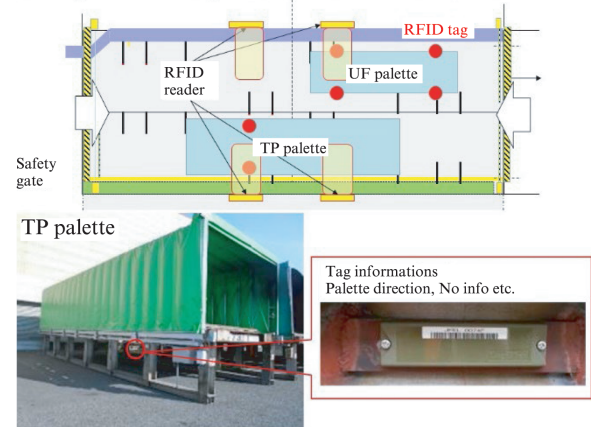 RFID tag
RFID
reader
UF palette
TP palette
Safety
gate
TP palette
Tag informations
Palette direction, No info etc.